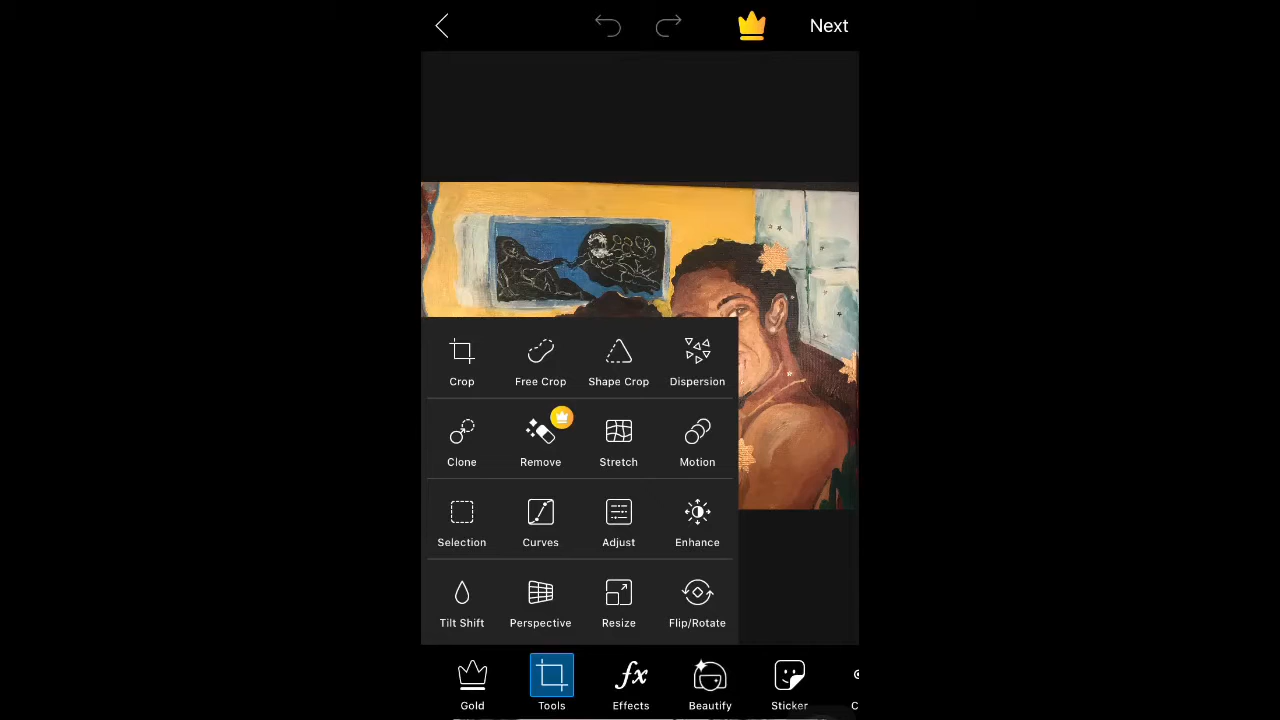 Next
Crop Free Crop Shape Crop Dispersion
Clone Remove Stretch Motion
Selection Curves Adjust Enhance
Tilt Shift Perspective Resize Flip/Rotate
Gold Tools Effects Beautify Sticker C